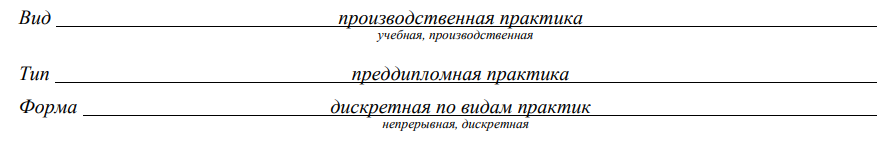 Вид производственная практика
учебная, производственная
Тип преддипломная практика
Форма дискретная по видам практик
непрерывная, дискретная